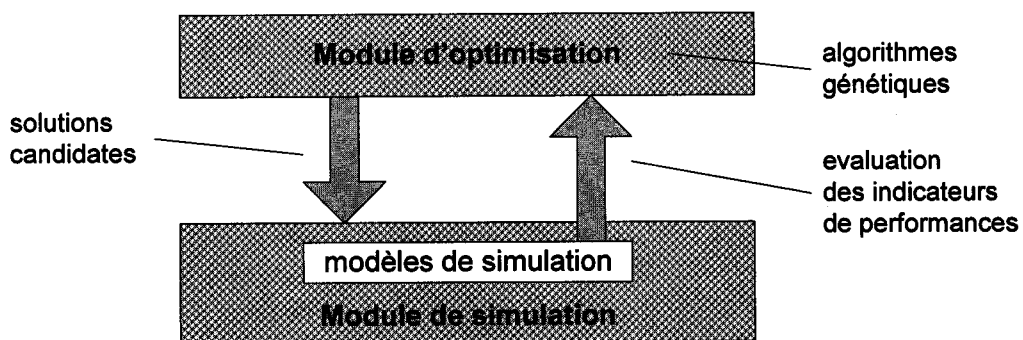 Module d'optimisation
algorithmes
génétiques
solutions
candidates
evaluation
des indicateurs
de performances
modèles de simulation
Module de simulation